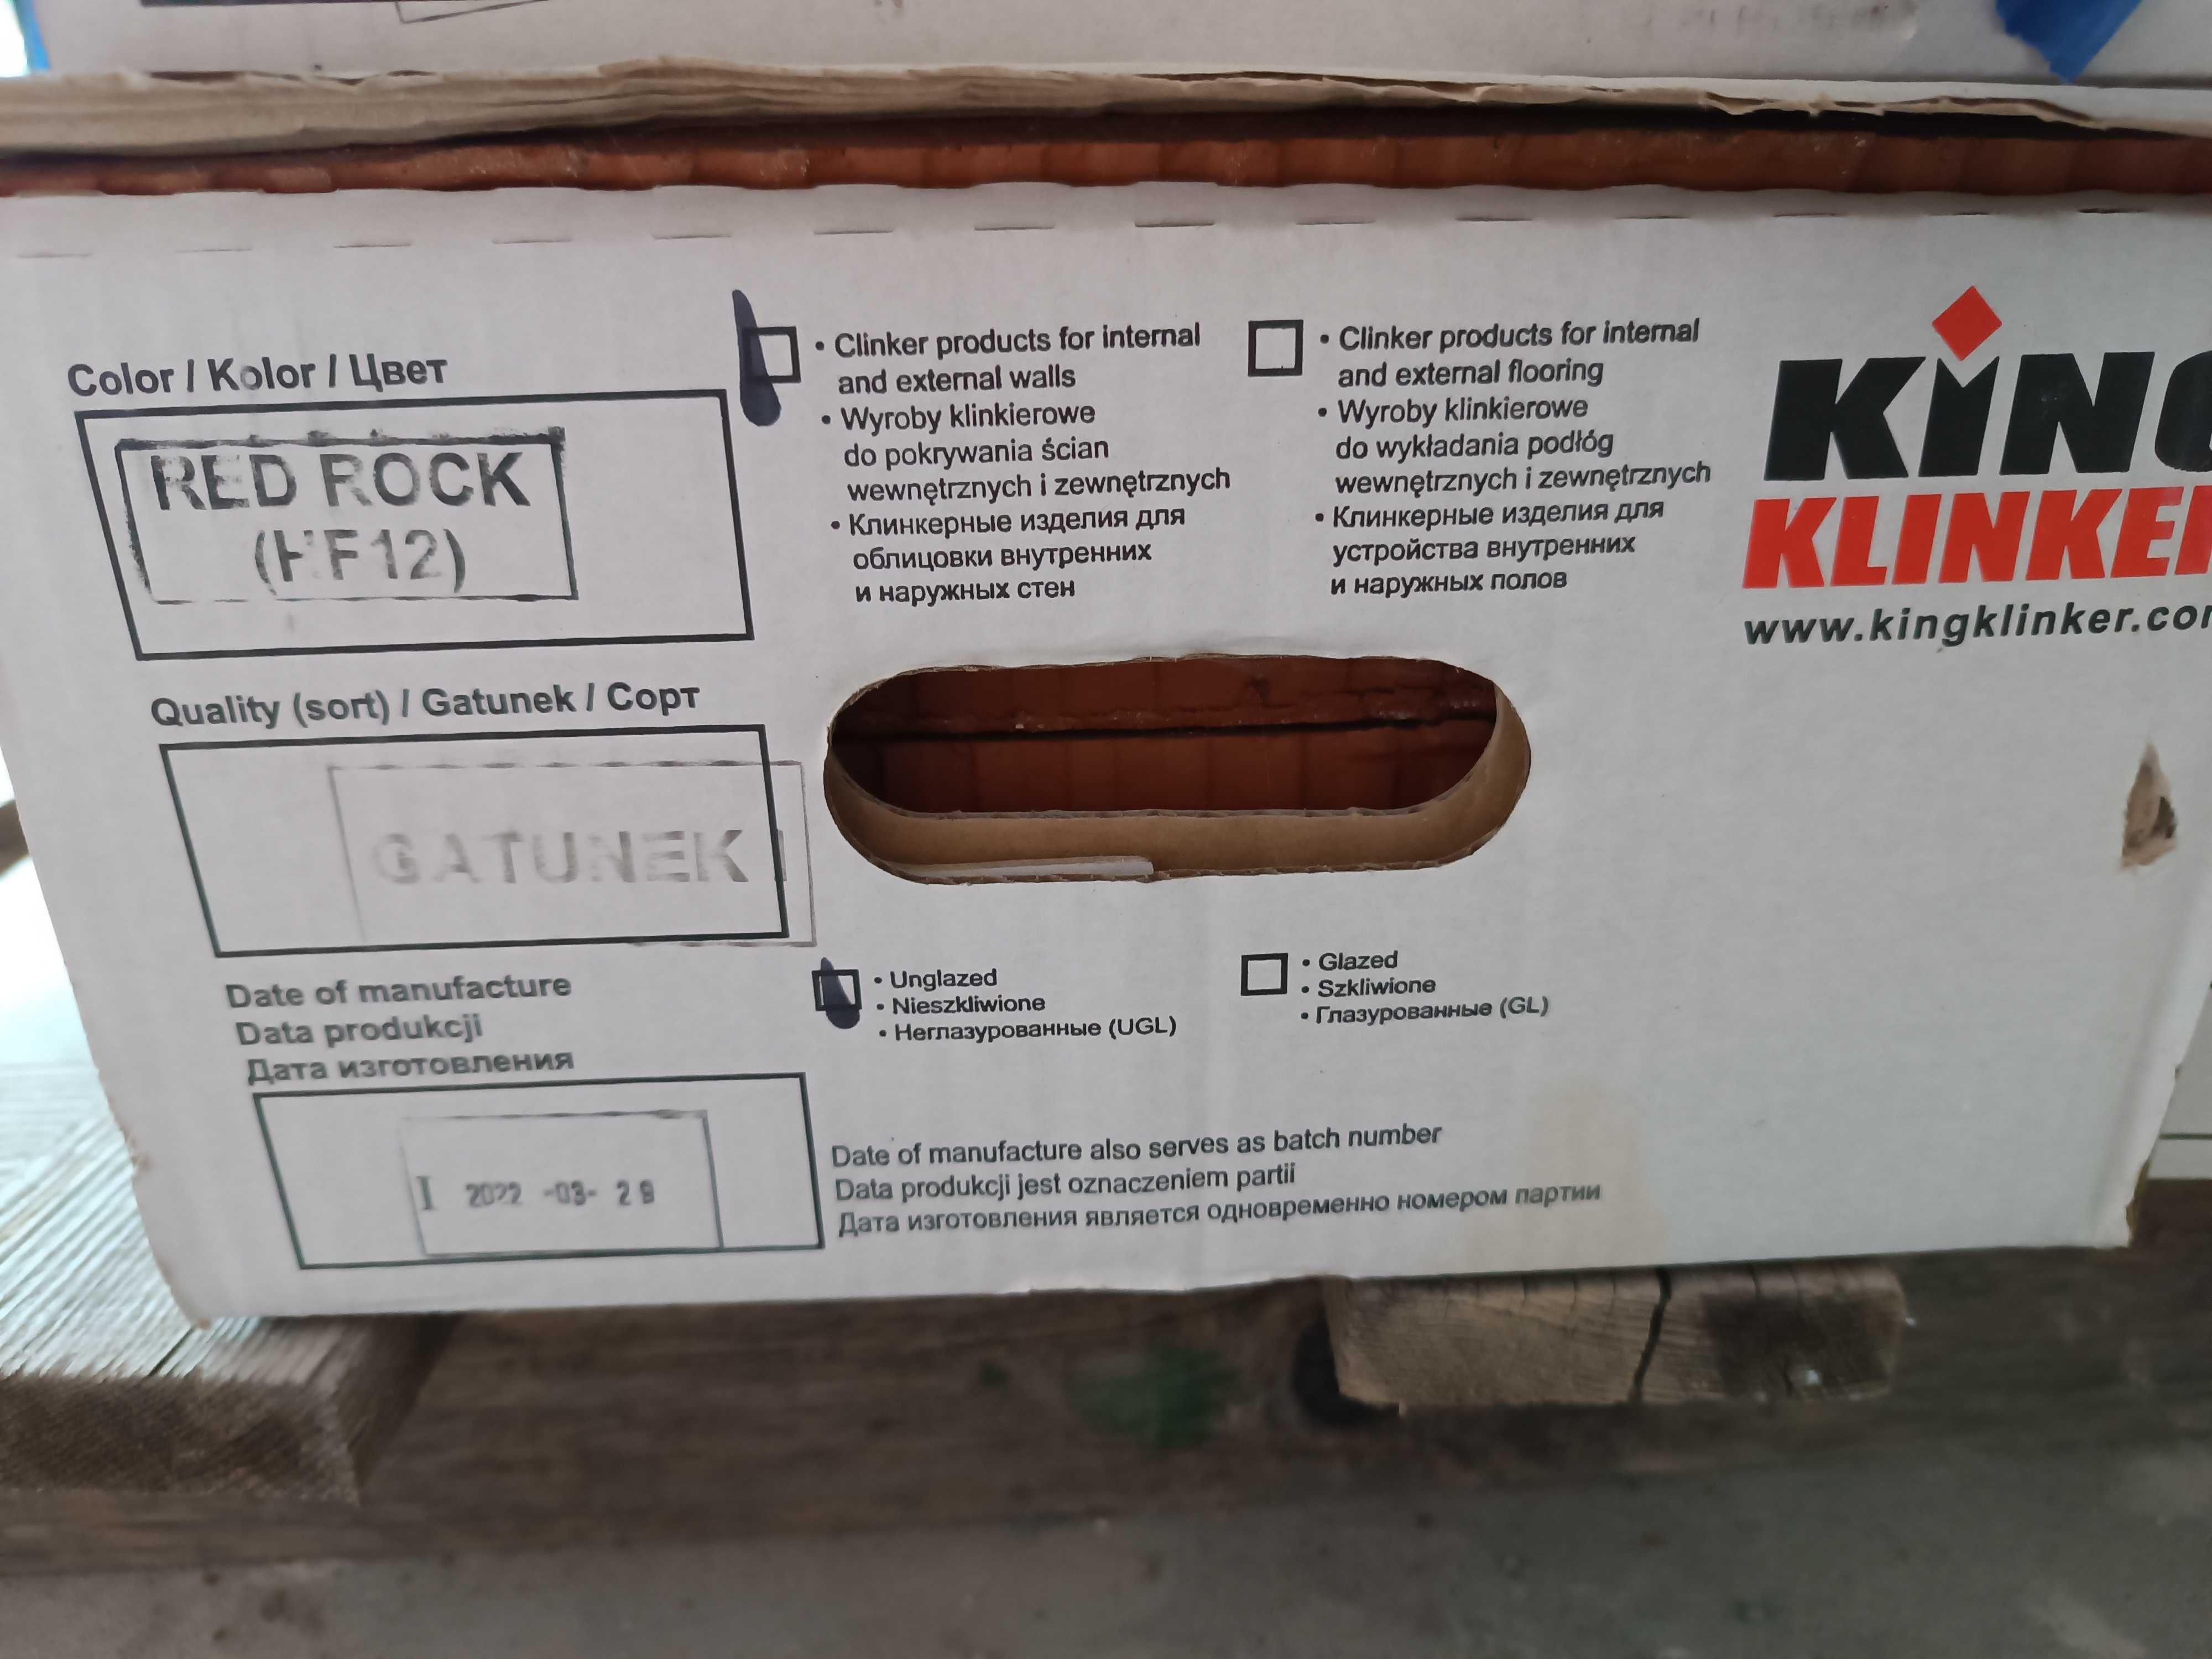 Color / Kolor / Цвет
RED ROCK
(HF12)
Quality (sort) / Gatunek / Сорт
GATUNEK
Date of manufacture
Data produkcji
Дата изготовления
I 2022 -03- 29
• Clinker products for internal
and external walls
• Wyroby klinkierowe
do pokrywania ścian
wewnętrznych i zewnętrznych
• Клинкерные изделия для
облицовки внутренних
и наружных стен
• Clinker products for internal
and external flooring
• Wyroby klinkierowe
do wykładania podłóg
wewnętrznych i zewnętrznych
• Клинкерные изделия для
устройства внутренних
и наружных полов
KING
KLINKER
www.kingklinker.com
• Unglazed
• Nieszkliwione
• Неглазурованные (UGL)
• Glazed
• Szkliwione
• Глазурованные (GL)
Date of manufacture also serves as batch number
Data produkcji jest oznaczeniem partii
Дата изготовления является одновременно номером партии